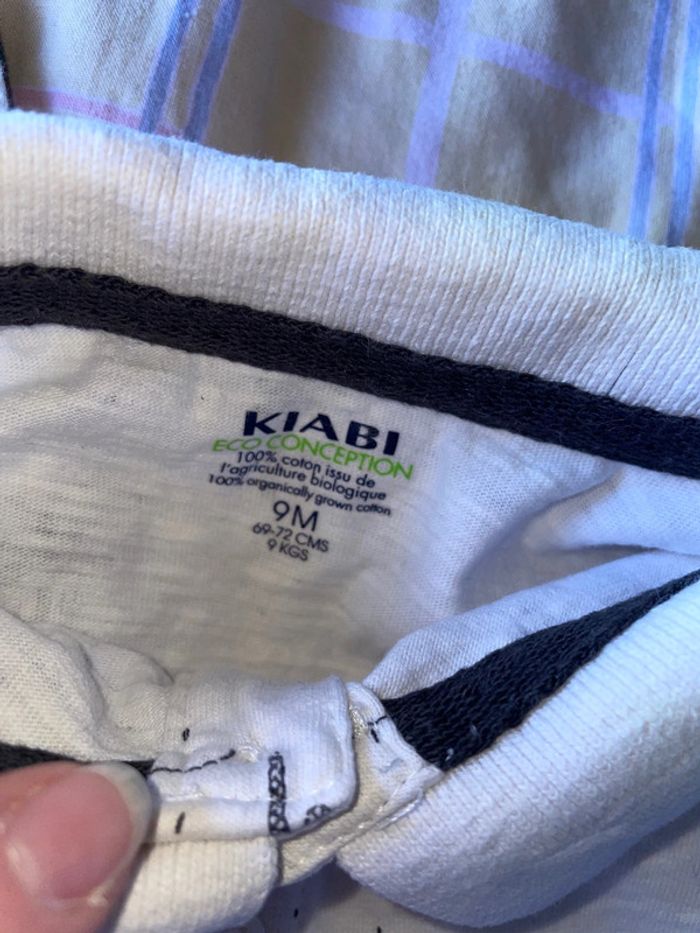 KIABI
ECO CONCEPTION
100% coton issu de
l'agriculture biologique
100% organically grown cotton
9M
69-72 CMS
9 KGS